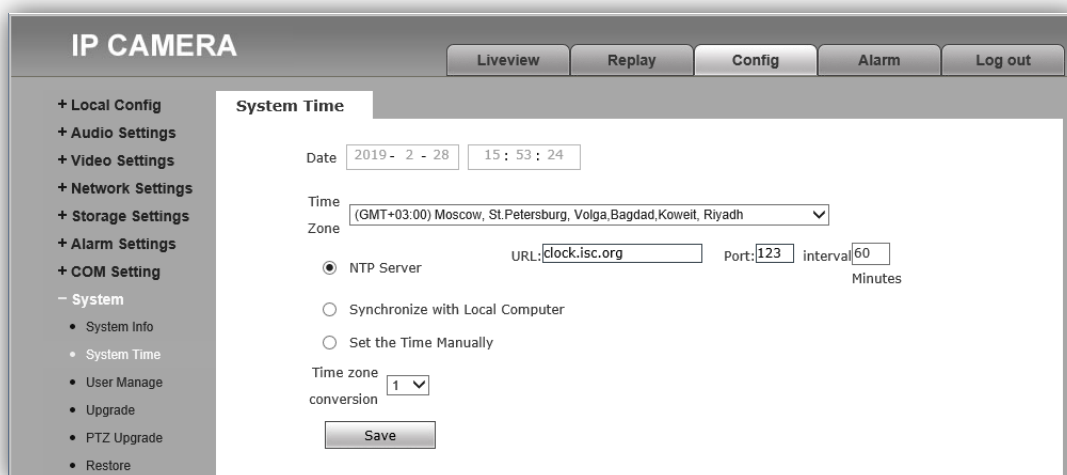 IP CAMERA
Liveview Replay Config Alarm Log out
+ Local Config
+ Audio Settings
+ Video Settings
+ Network Settings
+ Storage Settings
+ Alarm Settings
+ COM Setting
− System
• System Info
• System Time
• User Manage
• Upgrade
• PTZ Upgrade
• Restore
System Time
Date 2019 - 2 - 28 15 : 53 : 24
Time Zone (GMT+03:00) Moscow, St.Petersburg, Volga,Bagdad,Koweit, Riyadh
NTP Server URL: clock.isc.org Port: 123 interval 60 Minutes
Synchronize with Local Computer
Set the Time Manually
Time zone conversion 1
Save